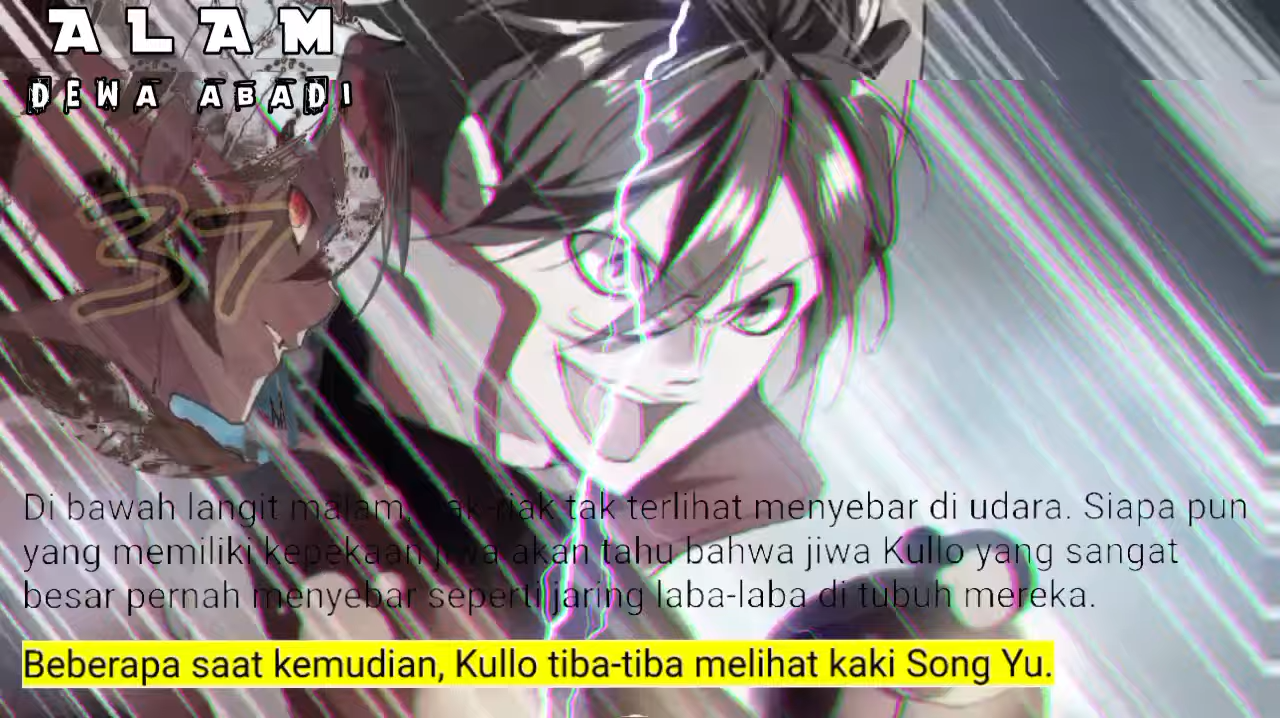 ALAM
DEWA ABADI
37
Di bawah langit malam, riak-riak tak terlihat menyebar di udara. Siapa pun
yang memiliki kepekaan jiwa akan tahu bahwa jiwa Kullo yang sangat
besar pernah menyebar seperti jaring laba-laba di tubuh mereka.
Beberapa saat kemudian, Kullo tiba-tiba melihat kaki Song Yu.